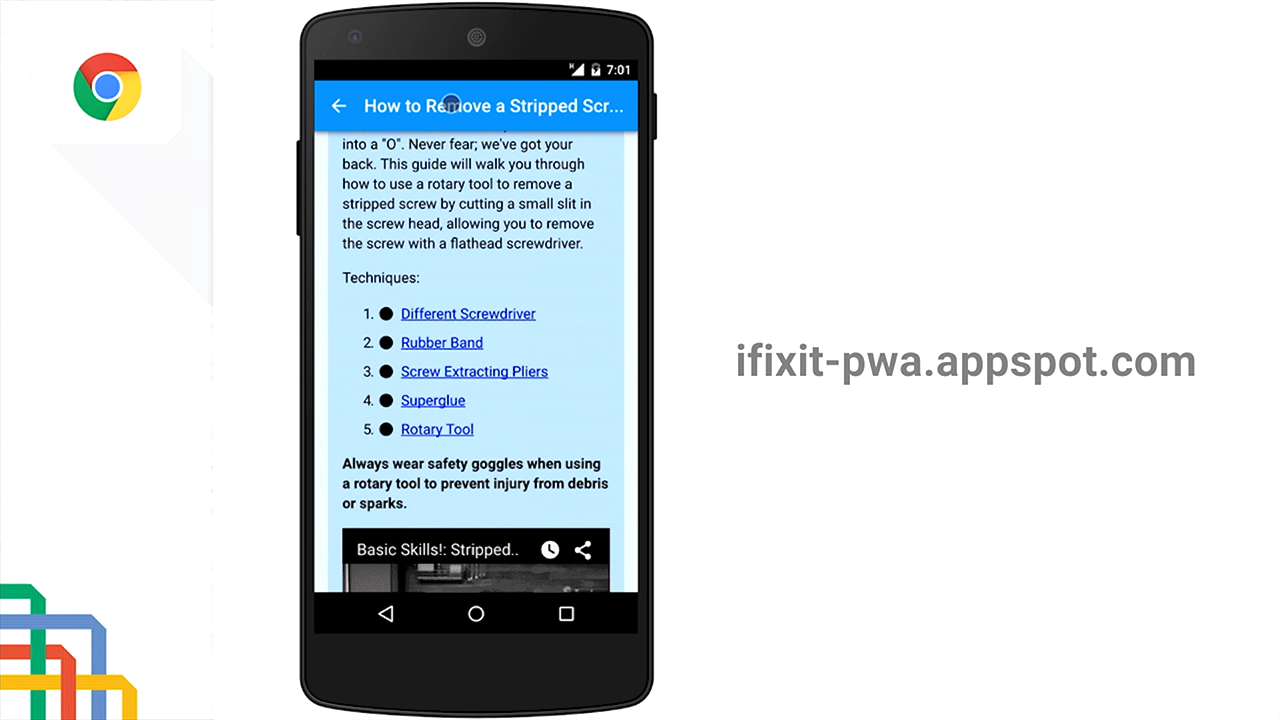 H 7:01
How to Remove a Stripped Scr...
into a "O". Never fear; we've got your
back. This guide will walk you through
how to use a rotary tool to remove a
stripped screw by cutting a small slit in
the screw head, allowing you to remove
the screw with a flathead screwdriver.
Techniques:
1. Different Screwdriver
2. Rubber Band
3. Screw Extracting Pliers
4. Superglue
5. Rotary Tool
Always wear safety goggles when using
a rotary tool to prevent injury from debris
or sparks.
Basic Skills!: Stripped..
ifixit-pwa.appspot.com